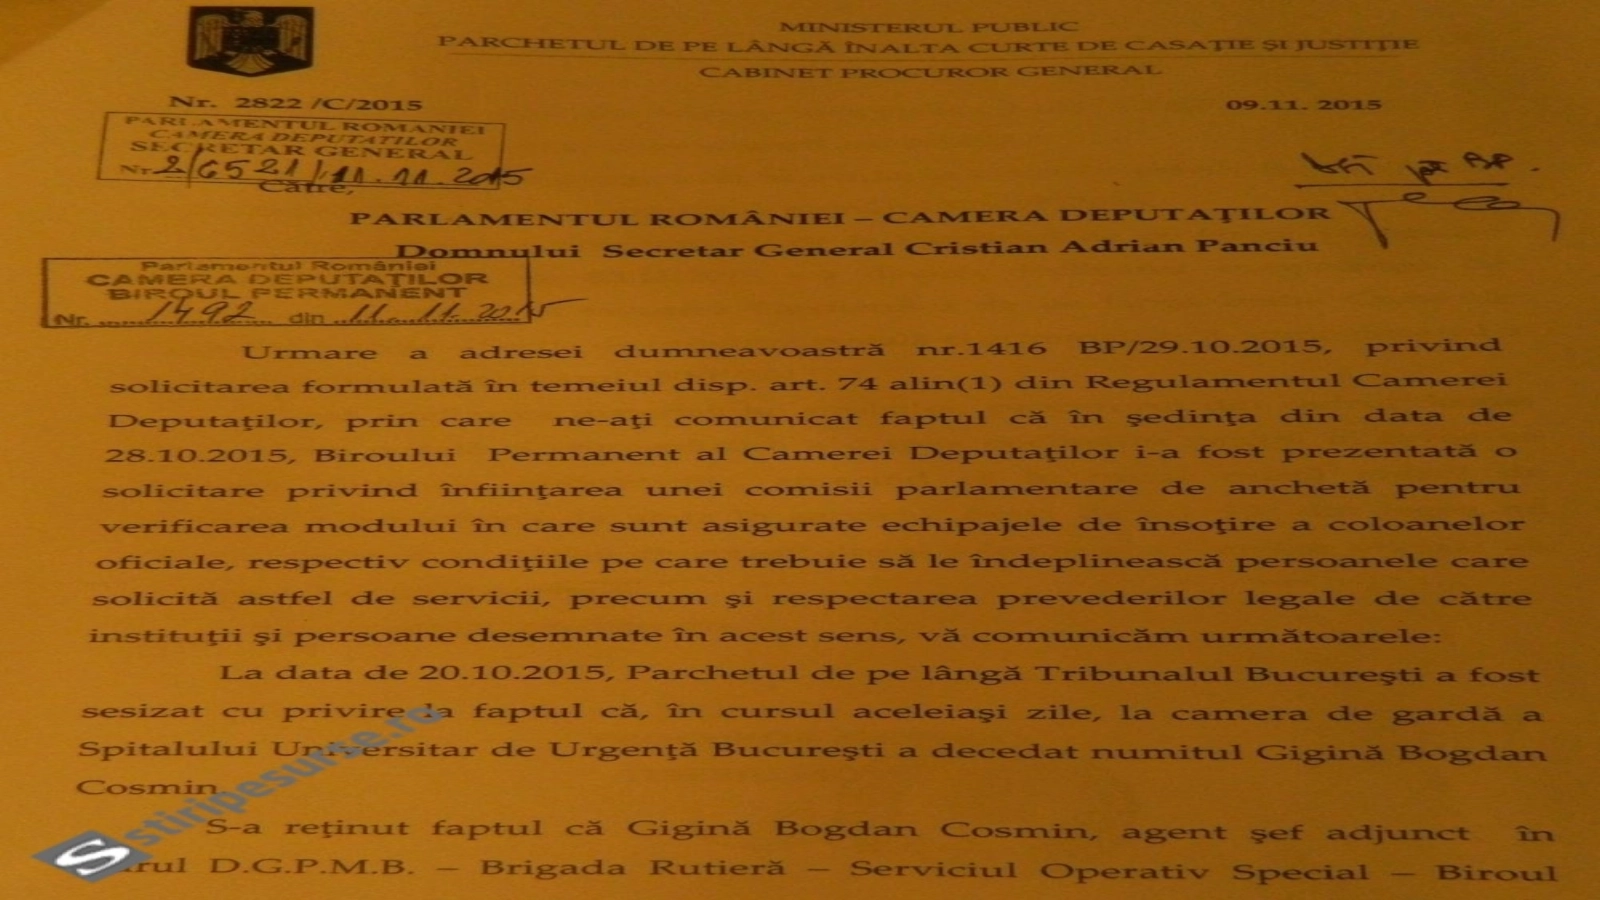 MINISTERUL PUBLIC
PARCHETUL DE PE LÂNGĂ ÎNALTA CURTE DE CASAȚIE ȘI JUSTIȚIE
CABINET PROCUROR GENERAL
Nr. 2822 /C/2015
09.11. 2015
PARLAMENTUL ROMÂNIEI
CAMERA DEPUTAȚILOR
SECRETAR GENERAL
Nr. 2/6521/11.11.2015
BP.
Către,
PARLAMENTUL ROMÂNIEI – CAMERA DEPUTAŢILOR
Domnului Secretar General Cristian Adrian Panciu
Parlamentul României
CAMERA DEPUTAŢILOR
BIROUL PERMANENT
Nr. 1492 din 11.11.2015
Urmare a adresei dumneavoastră nr.1416 BP/29.10.2015, privind
solicitarea formulată în temeiul disp. art. 74 alin(1) din Regulamentul Camerei
Deputaţilor, prin care ne-aţi comunicat faptul că în şedinţa din data de
28.10.2015, Biroului Permanent al Camerei Deputaţilor i-a fost prezentată o
solicitare privind înfiinţarea unei comisii parlamentare de anchetă pentru
verificarea modului în care sunt asigurate echipajele de însoţire a coloanelor
oficiale, respectiv condiţiile pe care trebuie să le îndeplinească persoanele care
solicită astfel de servicii, precum şi respectarea prevederilor legale de către
instituţii şi persoane desemnate în acest sens, vă comunicăm următoarele:
La data de 20.10.2015, Parchetul de pe lângă Tribunalul Bucureşti a fost
sesizat cu privire la faptul că, în cursul aceleiaşi zile, la camera de gardă a
Spitalului Universitar de Urgenţă Bucureşti a decedat numitul Gigină Bogdan
Cosmin.
S-a reţinut faptul că Gigină Bogdan Cosmin, agent şef adjunct în
D.G.P.M.B. – Brigada Rutieră – Serviciul Operativ Special – Biroul
stiripesurse.ro